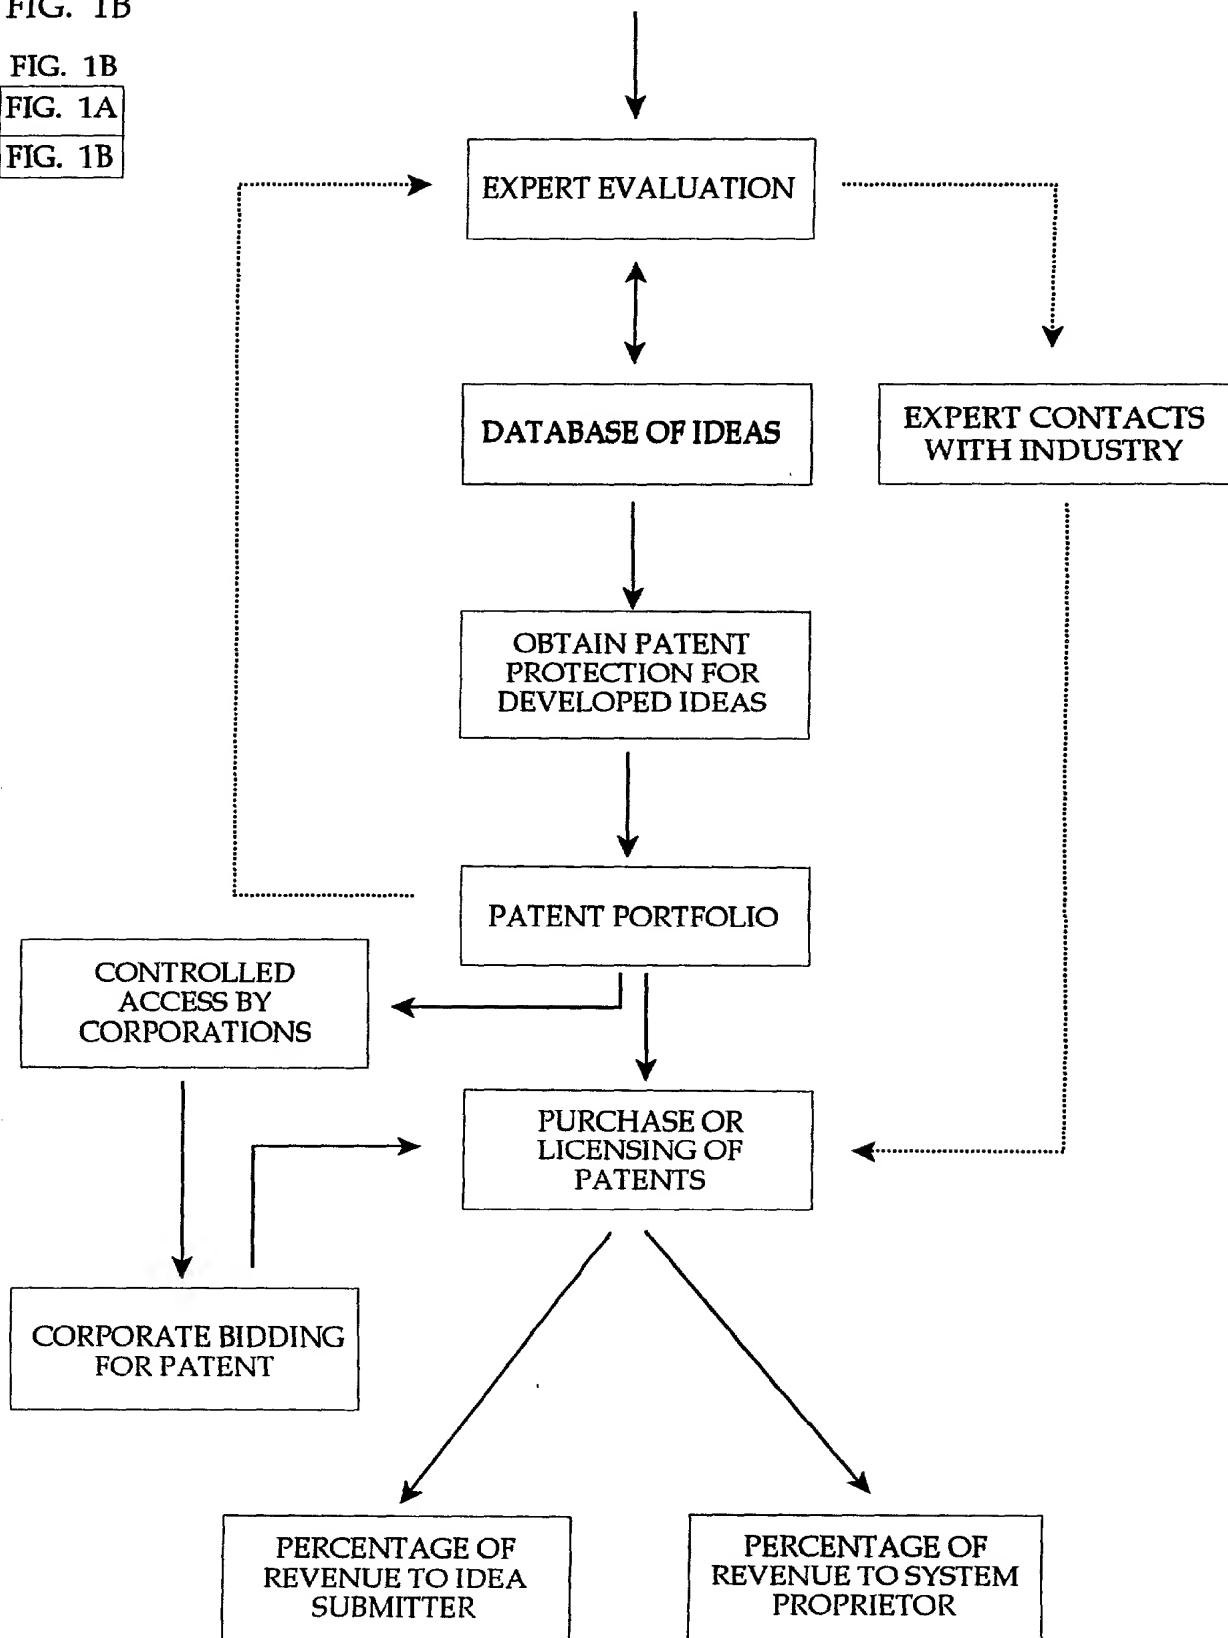 FIG. 1B
FIG. 1B
FIG. 1A
FIG. 1B
EXPERT EVALUATION
DATABASE OF IDEAS
EXPERT CONTACTS
WITH INDUSTRY
OBTAIN PATENT
PROTECTION FOR
DEVELOPED IDEAS
PATENT PORTFOLIO
CONTROLLED
ACCESS BY
CORPORATIONS
PURCHASE OR
LICENSING OF
PATENTS
CORPORATE BIDDING
FOR PATENT
PERCENTAGE OF
REVENUE TO IDEA
SUBMITTER
PERCENTAGE OF
REVENUE TO SYSTEM
PROPRIETOR